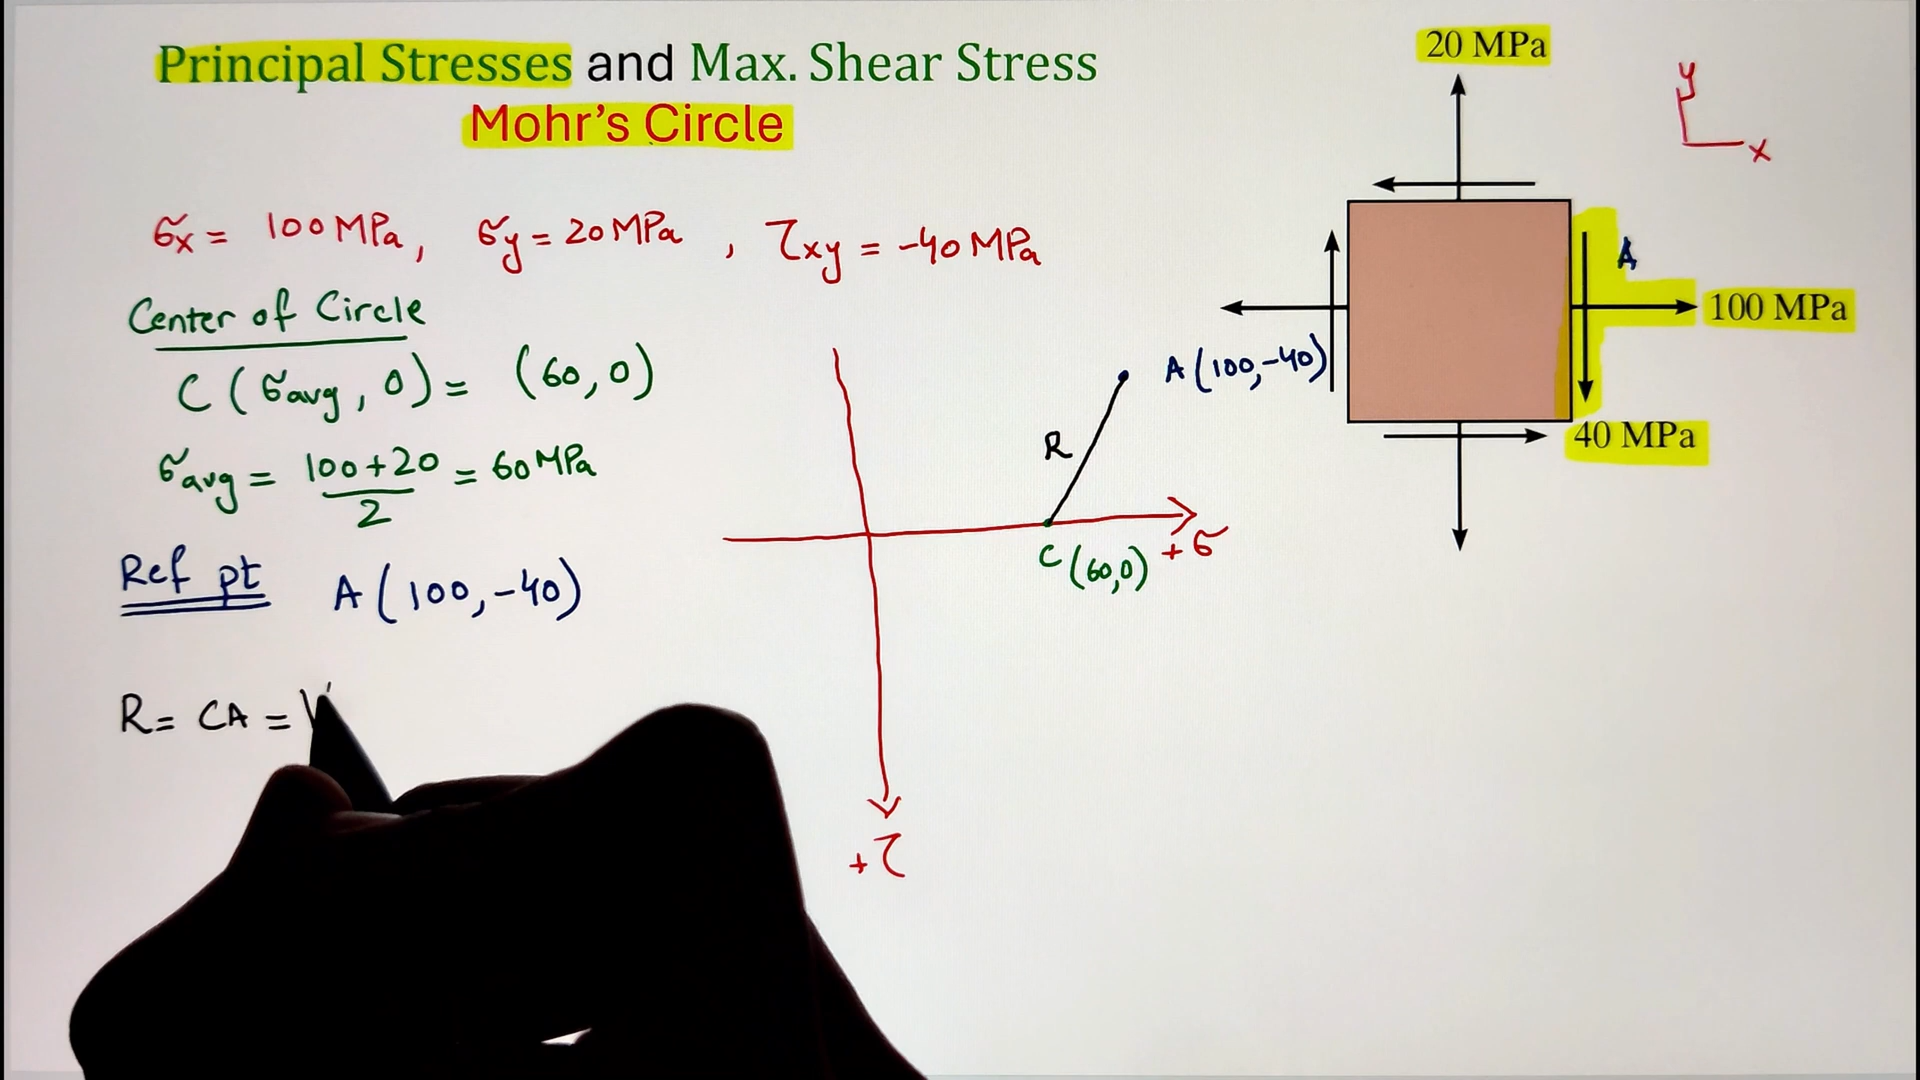 Principal Stresses and Max. Shear Stress
Mohr's Circle
σx = 100 MPa, σy = 20 MPa, τxy = -40 MPa
Center of Circle
C (σavg, 0) = (60, 0)
σavg = 100+20/2 = 60 MPa
Ref pt A (100, -40)
R = CA = √
A (100, -40)
R
C (60,0)
+σ
+τ
20 MPa
y
x
A
100 MPa
40 MPa